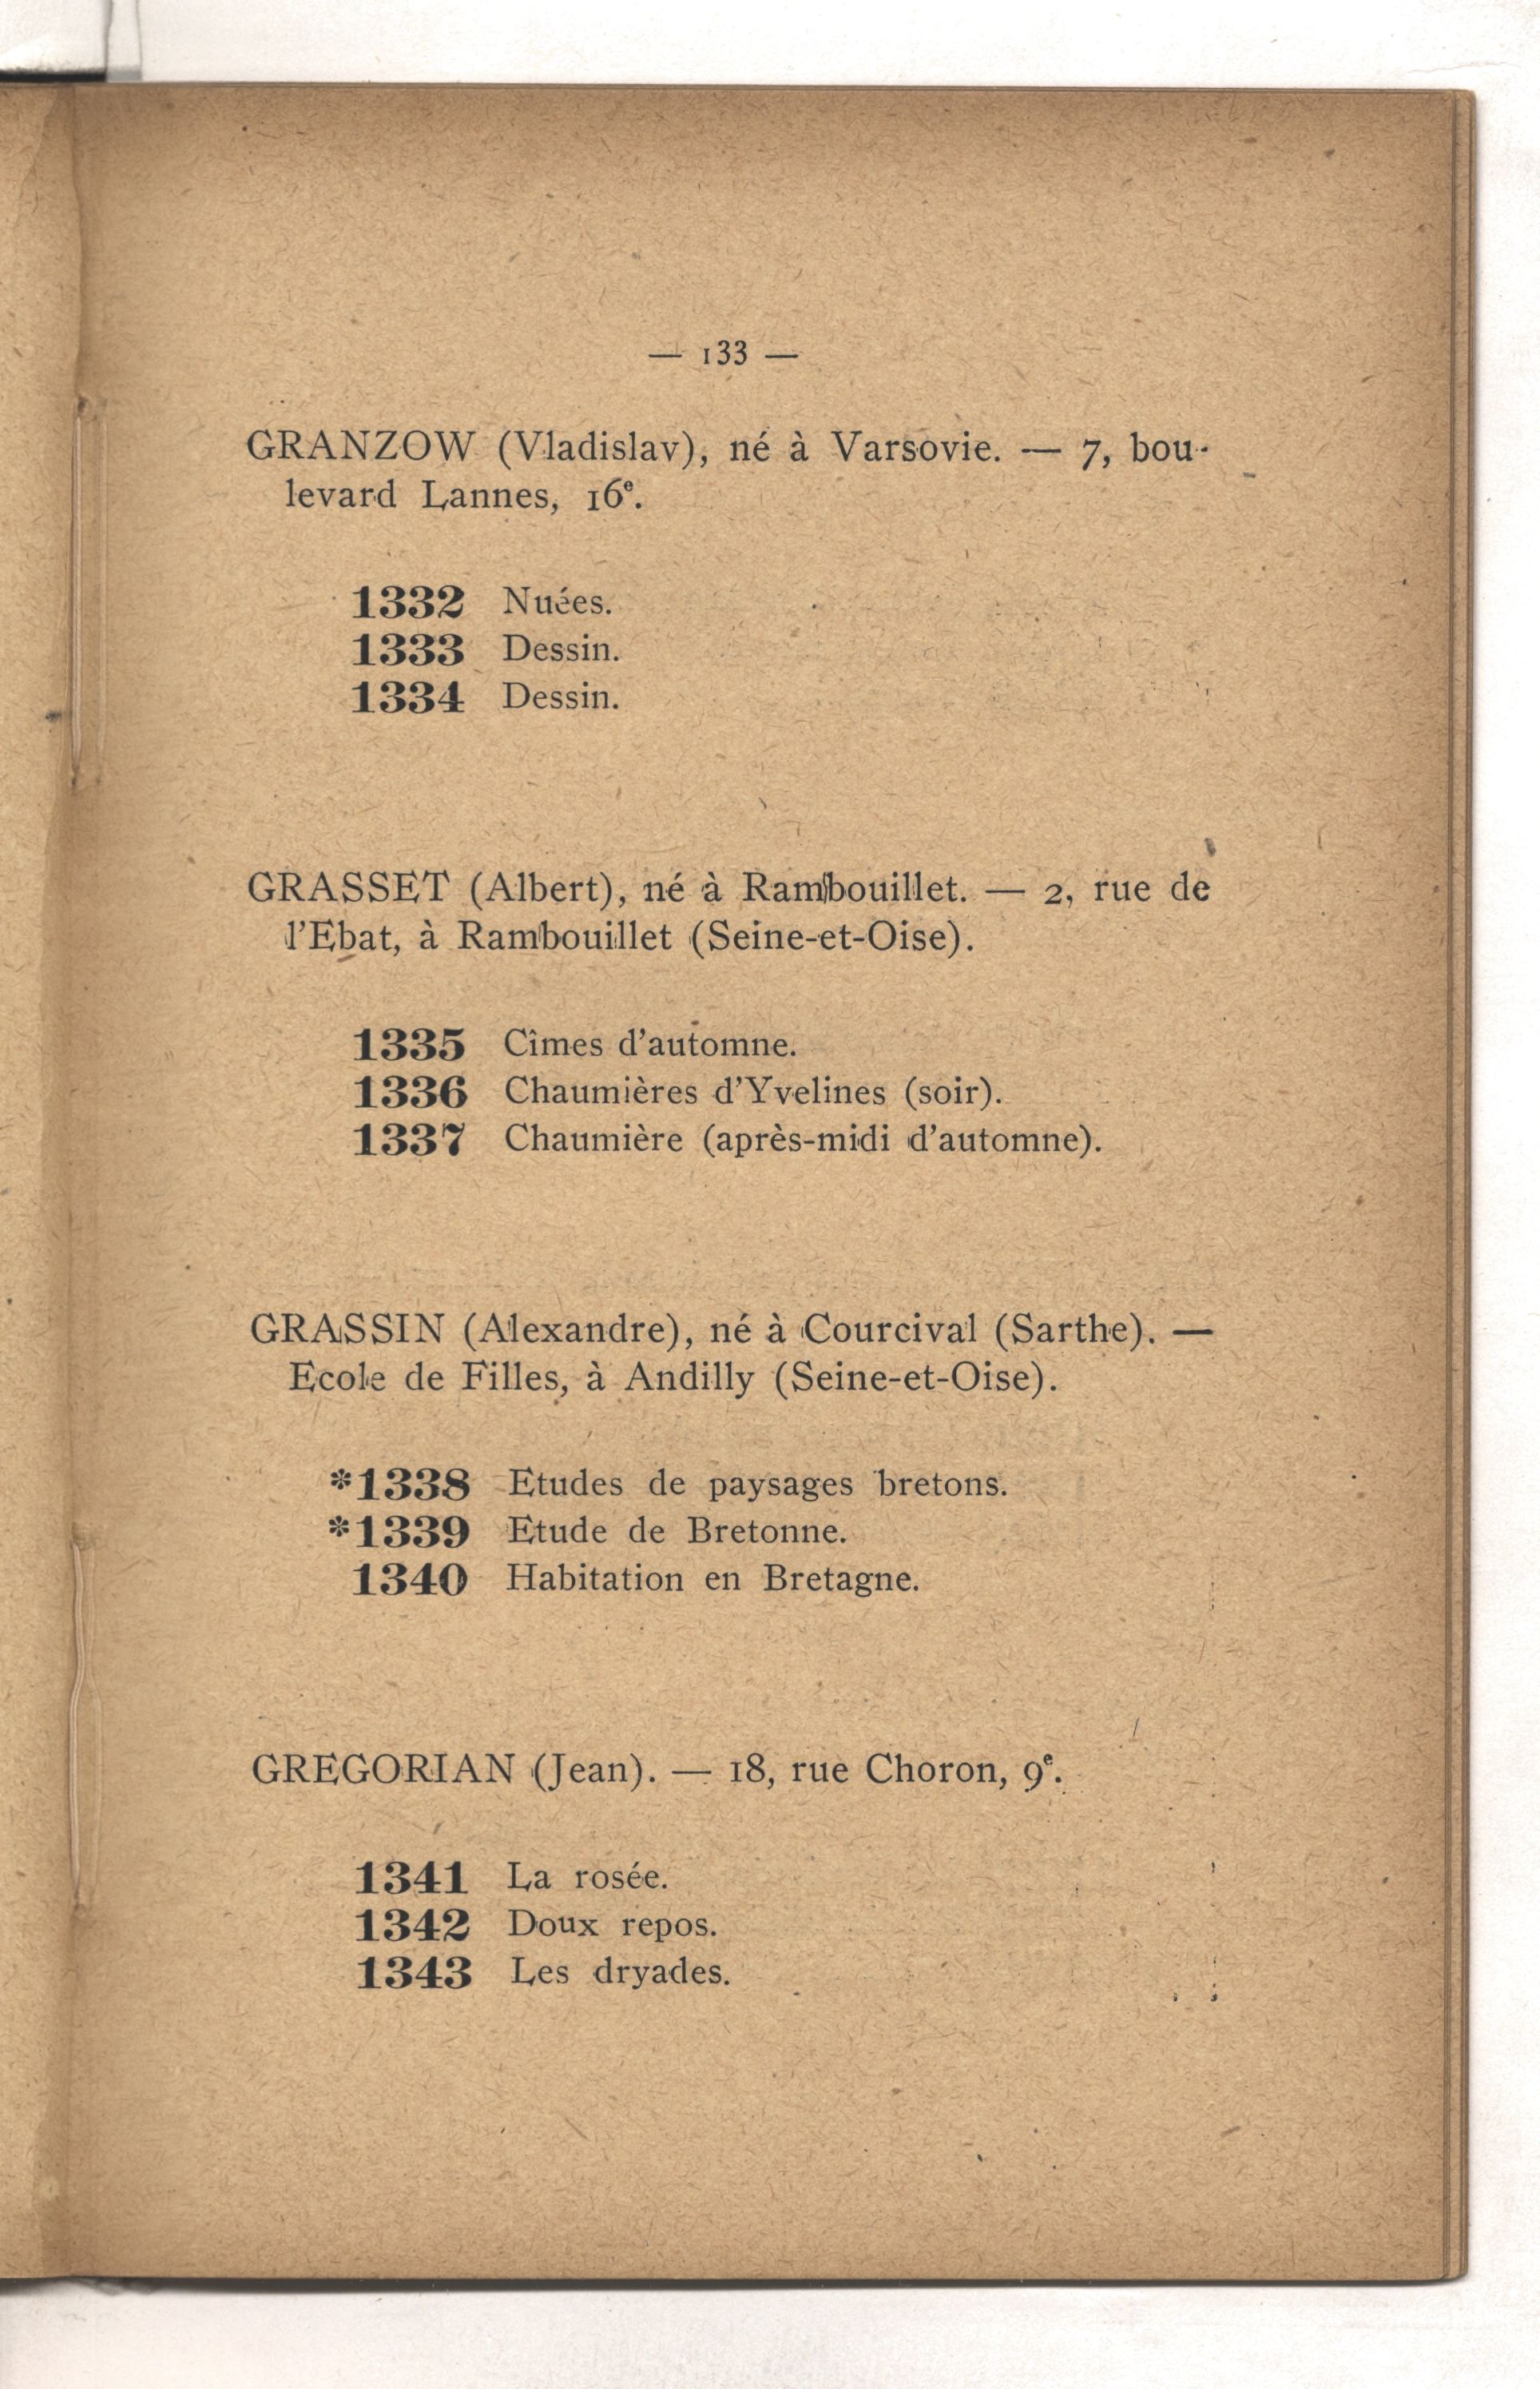 — 133 —
GRANZOW (Vladislav), né à Varsovie. — 7, bou-
levard Lannes, 16e.
1332 Nuées.
1333 Dessin.
1334 Dessin.
GRASSET (Albert), né à Rambouillet. — 2, rue de
l'Ebat, à Rambouillet (Seine-et-Oise).
1335 Cîmes d'automne.
1336 Chaumières d'Yvelines (soir).
1337 Chaumière (après-midi d'automne).
GRASSIN (Alexandre), né à Courcival (Sarthe). —
Ecole de Filles, à Andilly (Seine-et-Oise).
*1338 Etudes de paysages bretons.
*1339 Etude de Bretonne.
1340 Habitation en Bretagne.
GREGORIAN (Jean). — 18, rue Choron, 9e.
1341 La rosée.
1342 Doux repos.
1343 Les dryades.